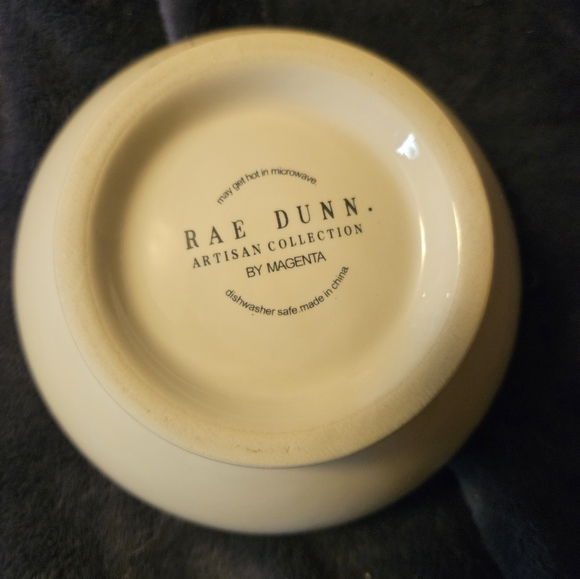 may get hot in microwave.
RAE DUNN.
ARTISAN COLLECTION
BY MAGENTA
dishwasher safe made in china